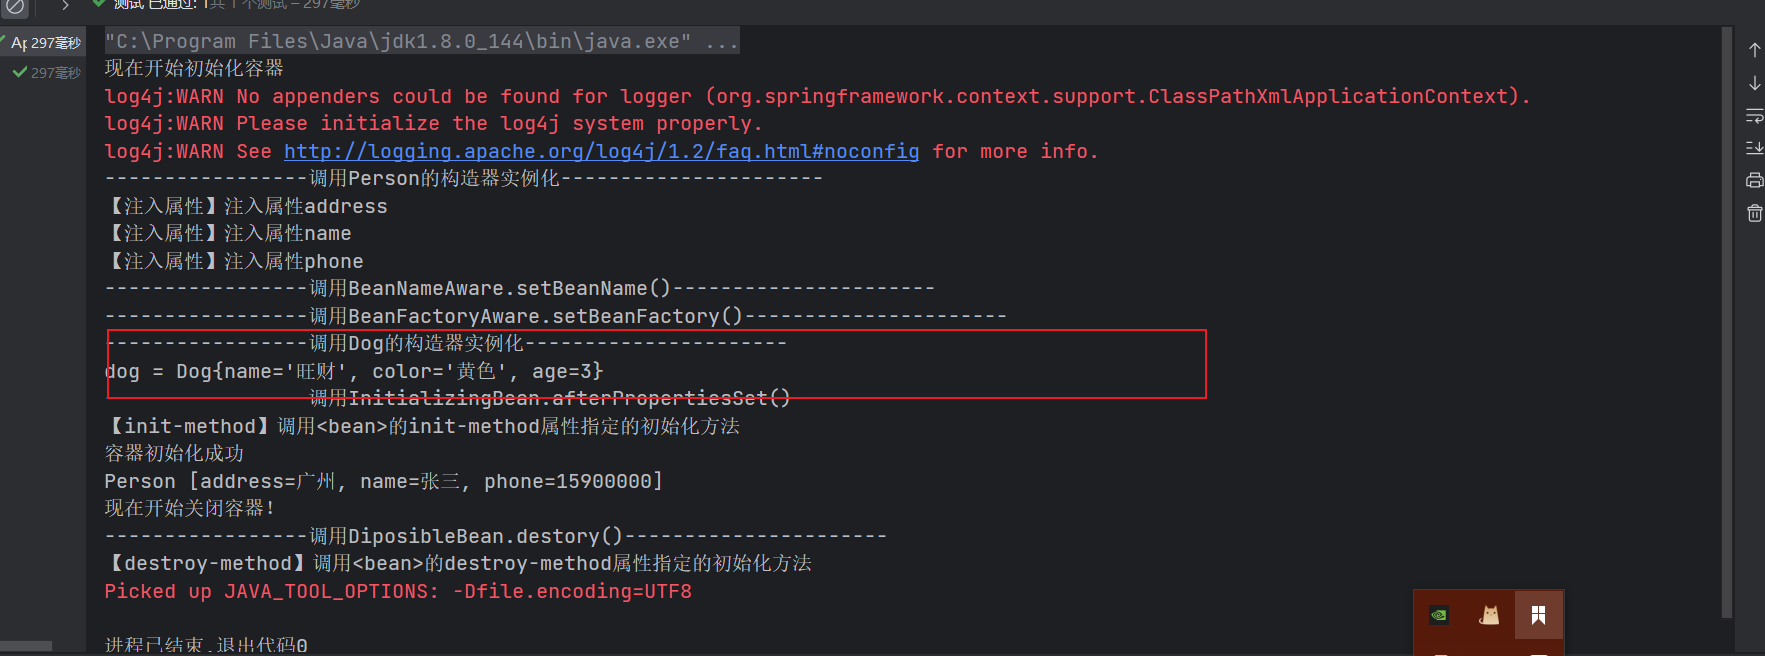 测试 已通过: 1共 1 个测试 – 297毫秒
Ap 297毫秒
297毫秒
"C:\Program Files\Java\jdk1.8.0_144\bin\java.exe" ...
现在开始初始化容器
log4j:WARN No appenders could be found for logger (org.springframework.context.support.ClassPathXmlApplicationContext).
log4j:WARN Please initialize the log4j system properly.
log4j:WARN See http://logging.apache.org/log4j/1.2/faq.html#noconfig for more info.
-----------------调用Person的构造器实例化----------------------
【注入属性】注入属性address
【注入属性】注入属性name
【注入属性】注入属性phone
-----------------调用BeanNameAware.setBeanName()----------------------
-----------------调用BeanFactoryAware.setBeanFactory()----------------------
-----------------调用Dog的构造器实例化----------------------
dog = Dog{name='旺财', color='黄色', age=3}
调用InitializingBean.afterPropertiesSet()
【init-method】调用<bean>的init-method属性指定的初始化方法
容器初始化成功
Person [address=广州, name=张三, phone=15900000]
现在开始关闭容器！
-----------------调用DiposibleBean.destory()----------------------
【destroy-method】调用<bean>的destroy-method属性指定的初始化方法
Picked up JAVA_TOOL_OPTIONS: -Dfile.encoding=UTF8
进程已结束,退出代码0